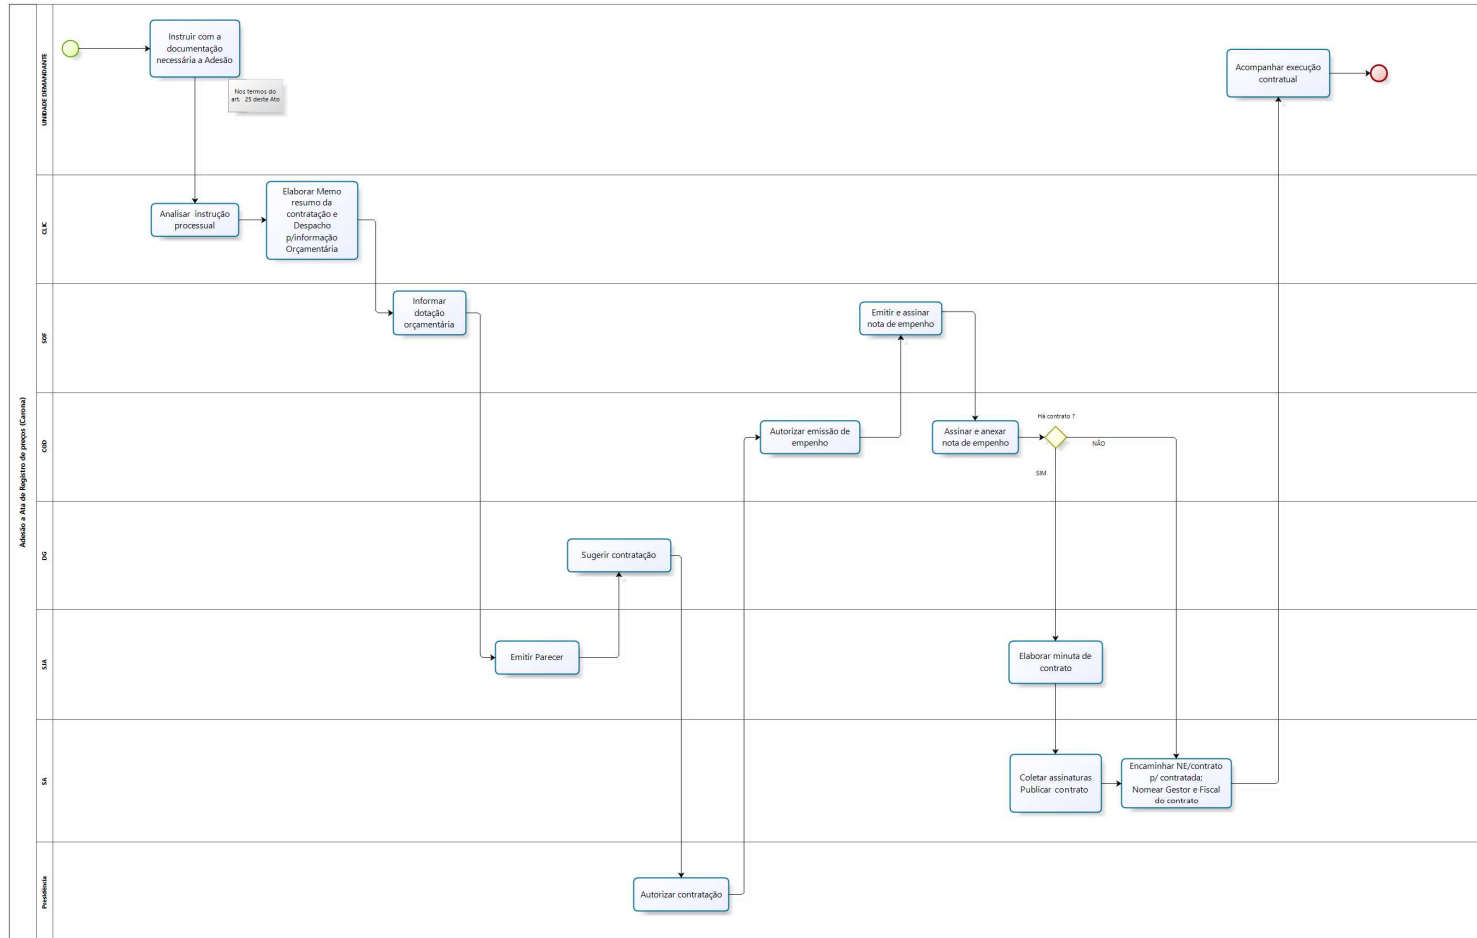 Adesão a Ata de Registro de preços (Carona)
UNIDADE DEMANDANTE
Instruir com a
documentação
necessária a Adesão
Nos termos do
art. 25 deste Ato
Acompanhar execução
contratual
CLIC
Analisar instrução
processual
Elaborar Memo
resumo da
contratação e
Despacho
p/informação
Orçamentária
SOF
Informar
dotação
orçamentária
Emitir e assinar
nota de empenho
COD
Autorizar emissão de
empenho
Assinar e anexar
nota de empenho
Há contrato ?
NÃO
SIM
DG
Sugerir contratação
SJA
Emitir Parecer
Elaborar minuta de
contrato
SA
Coletar assinaturas
Publicar contrato
Encaminhar NE/contrato
p/ contratada;
Nomear Gestor e Fiscal
do contrato
Presidência
Autorizar contratação